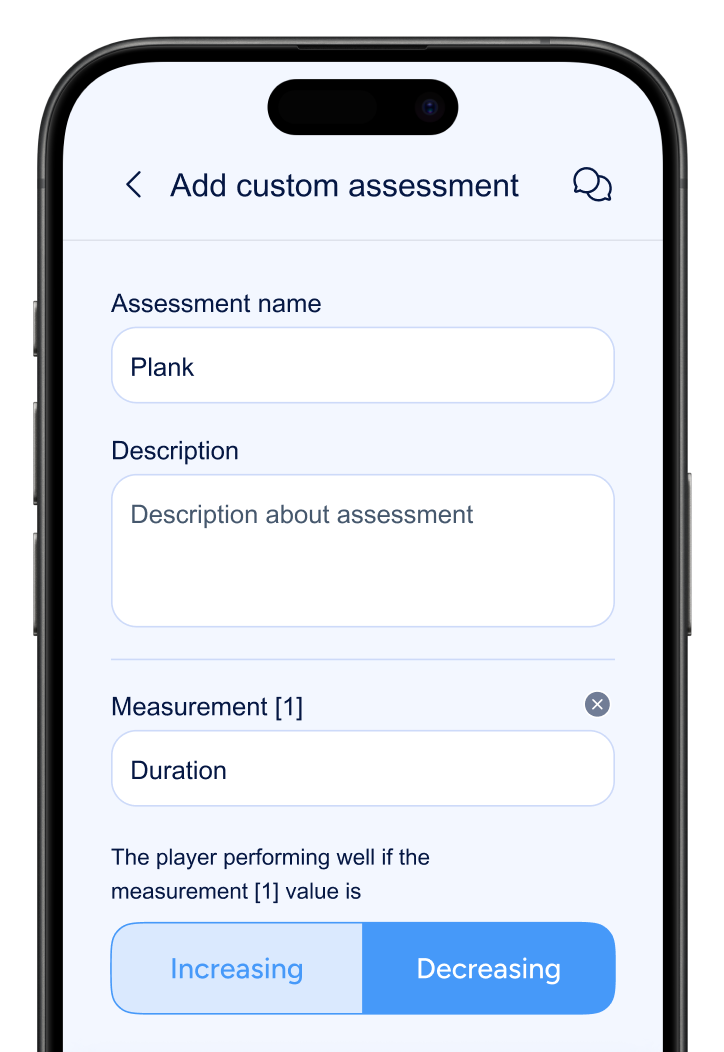 Add custom assessment
Assessment name
Plank
Description
Description about assessment
Measurement [1]
Duration
The player performing well if the
measurement [1] value is
Increasing
Decreasing